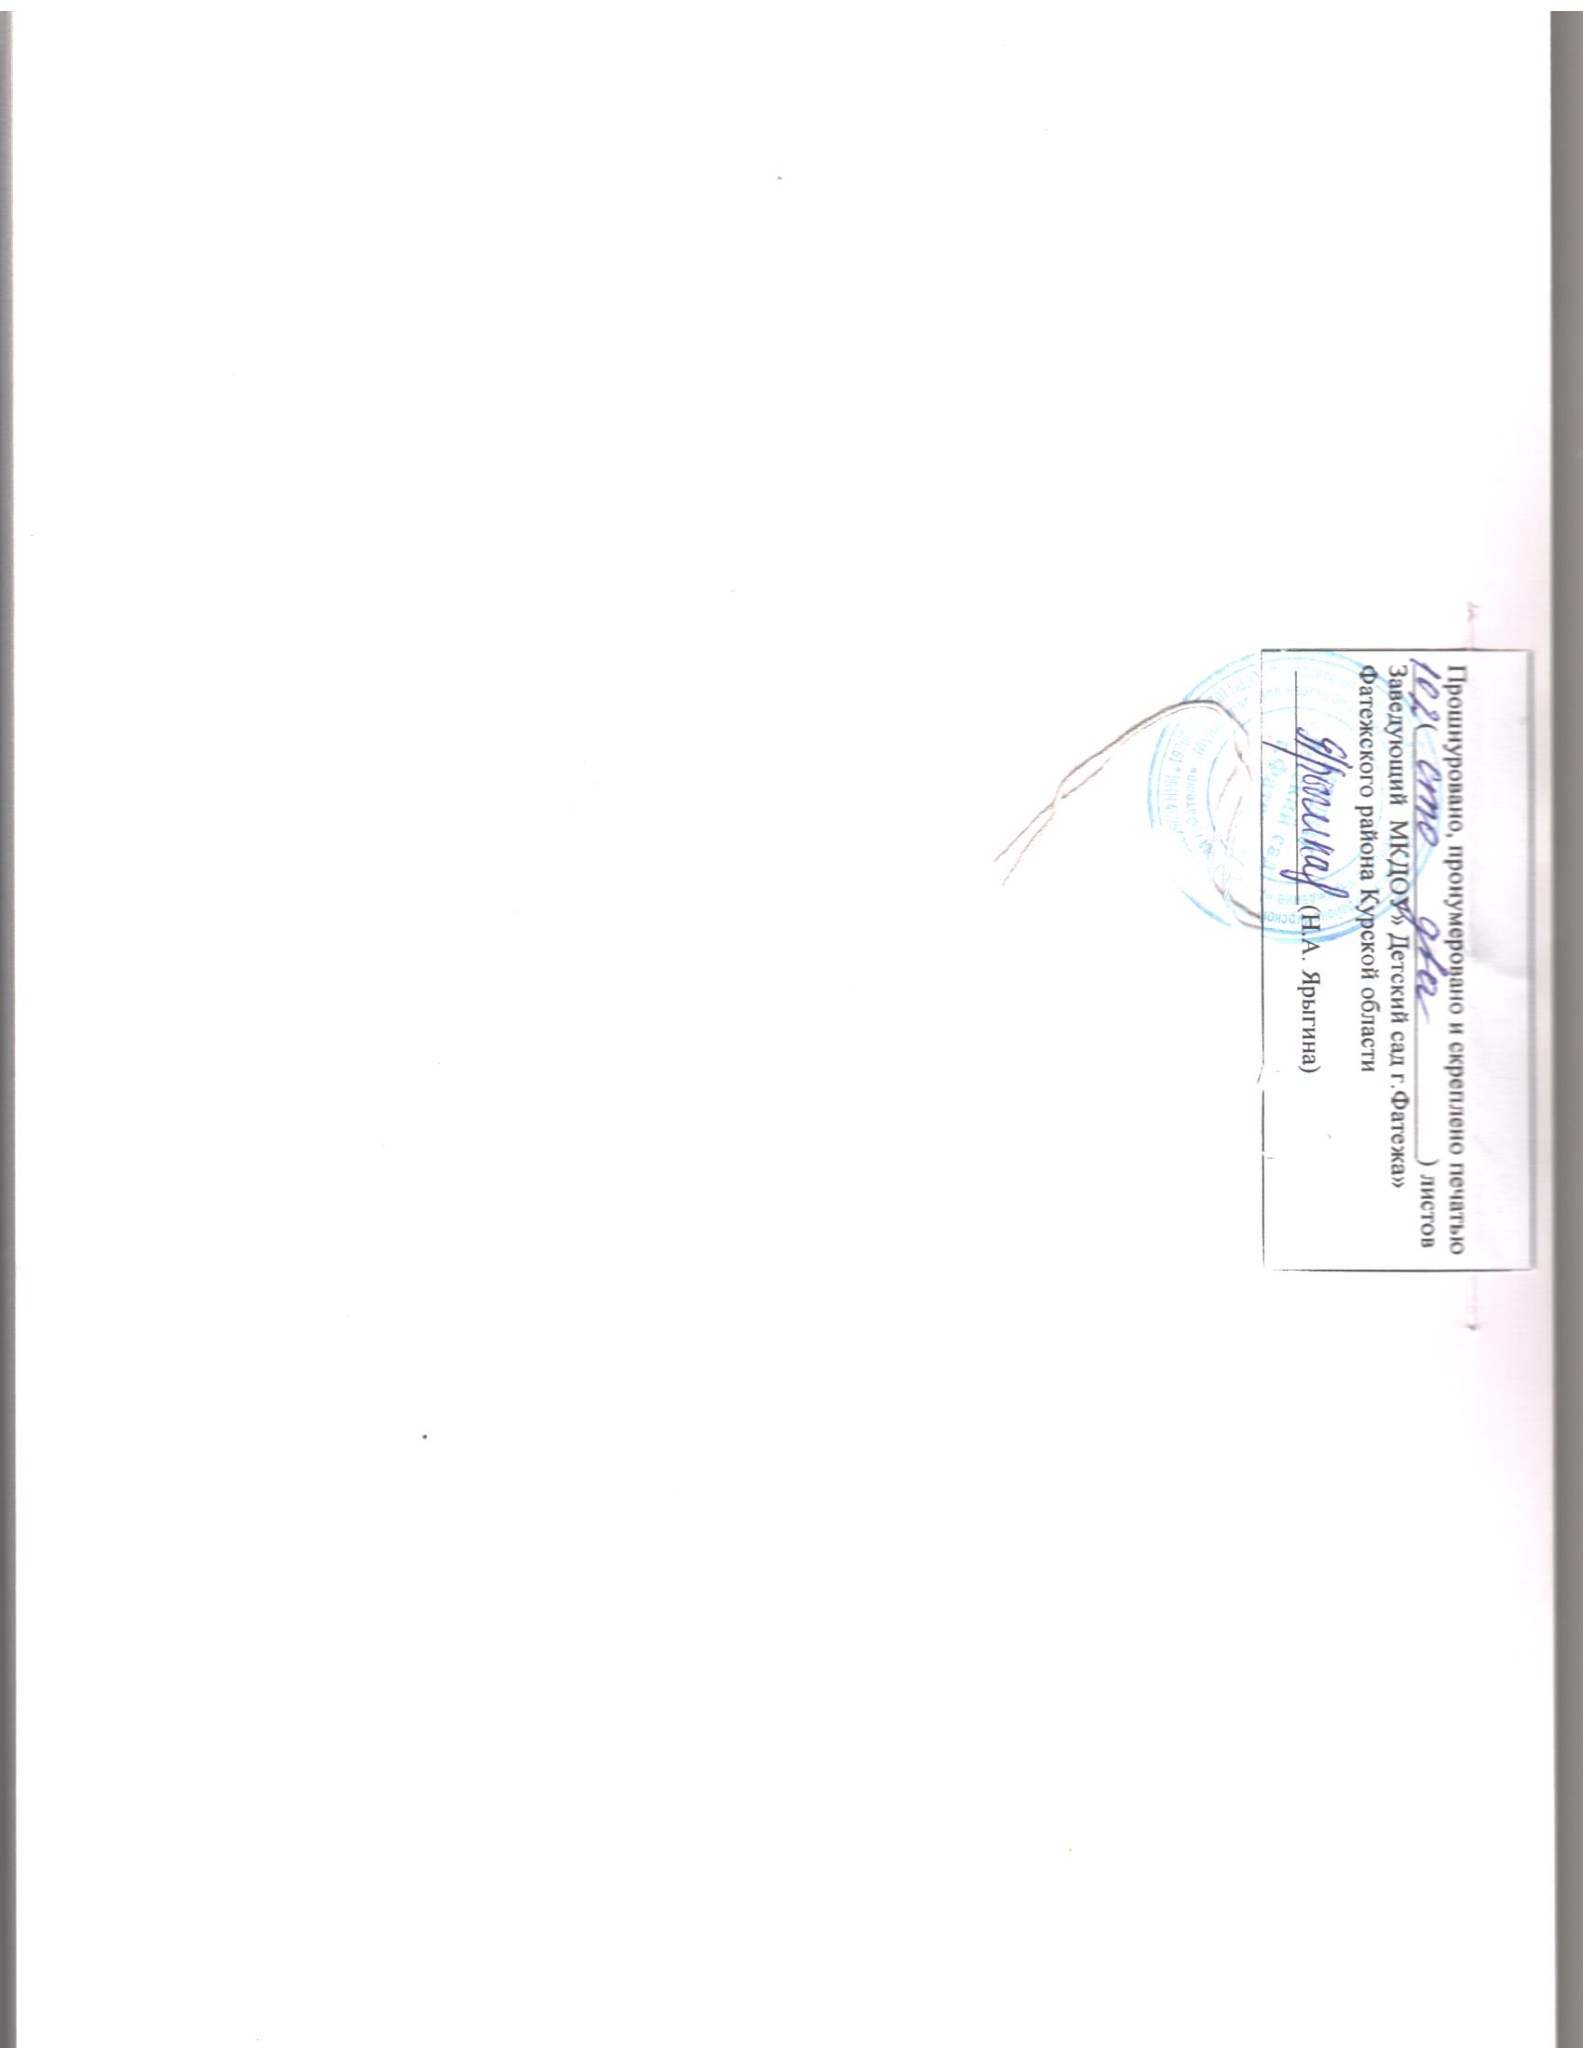 Прошнуровано, пронумеровано и скреплено печатью
102 ( сто два ) листов
Заведующий МКДОУ» Детский сад г.Фатежа»
Фатежского района Курской области
(Н.А. Ярыгина)